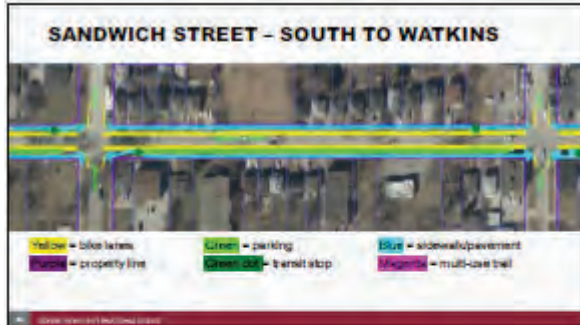 SANDWICH STREET – SOUTH TO WATKINS
Yellow = bike lanes
Green = parking
Blue = sidewalk/pavement
Purple = property line
Green dot = transit stop
Magenta = multi-use trail